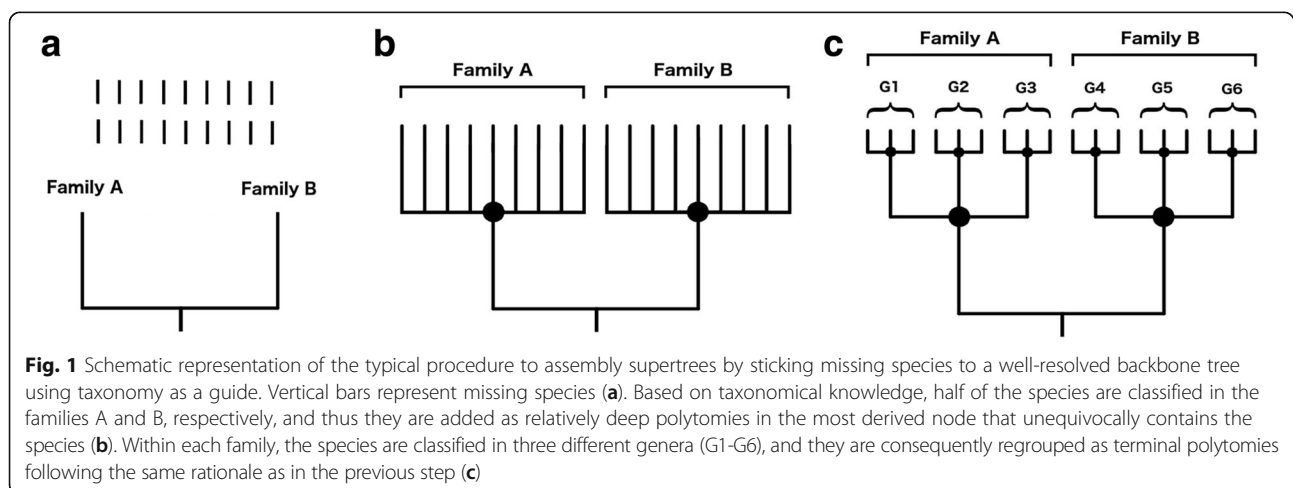 a
Family A
Family B
b
Family A
Family B
c
Family A
Family B
G1
G2
G3
G4
G5
G6
Fig. 1 Schematic representation of the typical procedure to assembly supertrees by sticking missing species to a well-resolved backbone tree
using taxonomy as a guide. Vertical bars represent missing species (a). Based on taxonomical knowledge, half of the species are classified in the
families A and B, respectively, and thus they are added as relatively deep polytomies in the most derived node that unequivocally contains the
species (b). Within each family, the species are classified in three different genera (G1-G6), and they are consequently regrouped as terminal polytomies
following the same rationale as in the previous step (c)